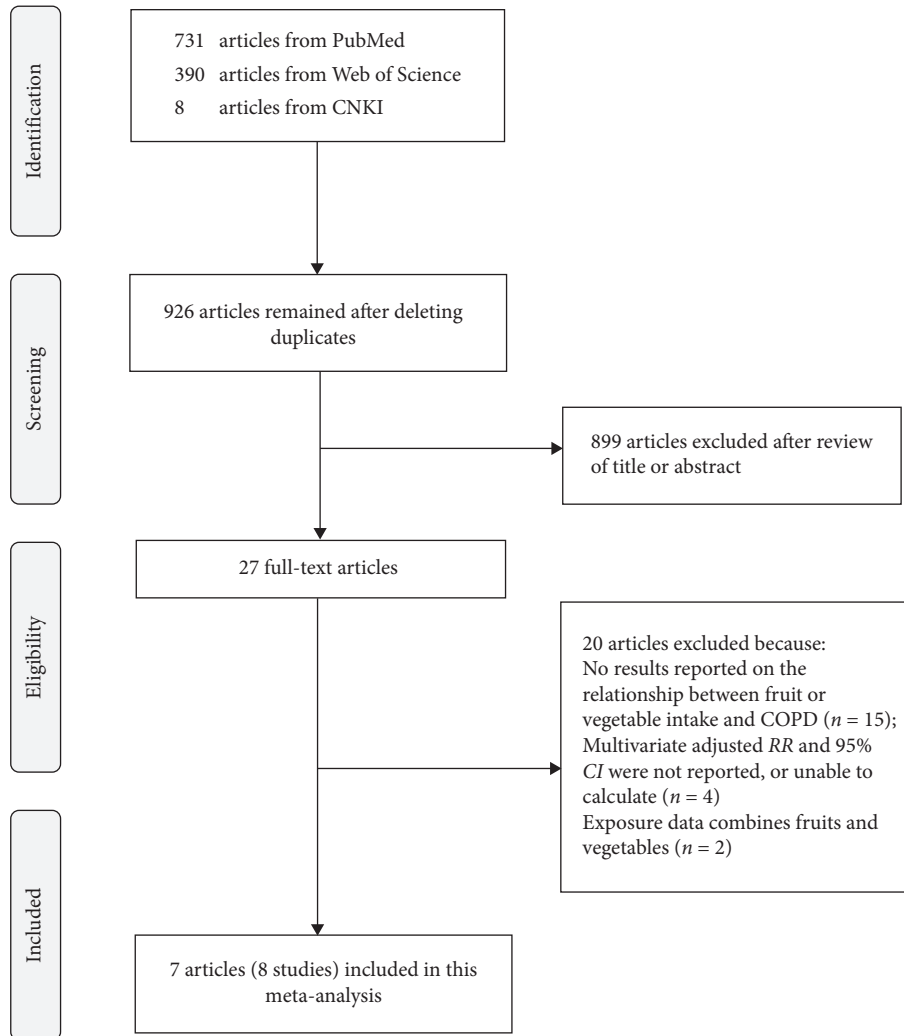 Identification
731 articles from PubMed
390 articles from Web of Science
8 articles from CNKI
Screening
926 articles remained after deleting
duplicates
899 articles excluded after review
of title or abstract
Eligibility
27 full-text articles
20 articles excluded because:
No results reported on the
relationship between fruit or
vegetable intake and COPD (n = 15);
Multivariate adjusted RR and 95%
CI were not reported, or unable to
calculate (n = 4)
Exposure data combines fruits and
vegetables (n = 2)
Included
7 articles (8 studies) included in this
meta-analysis